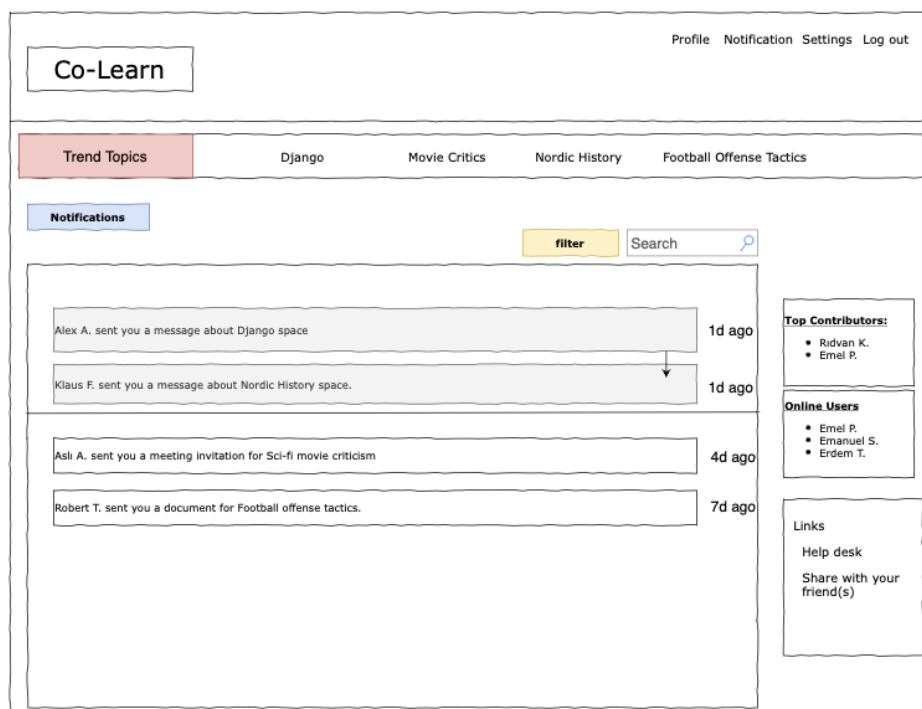 Profile Notification Settings Log out
Co-Learn
Trend Topics Django Movie Critics Nordic History Football Offense Tactics
Notifications
filter Search
Alex A. sent you a message about Django space 1d ago
Klaus F. sent you a message about Nordic History space. 1d ago
Aslı A. sent you a meeting invitation for Sci-fi movie criticism 4d ago
Robert T. sent you a document for Football offense tactics. 7d ago
Top Contributors:
Rıdvan K.
Emel P.
Online Users
Emel P.
Emanuel S.
Erdem T.
Links
Help desk
Share with your
friend(s)